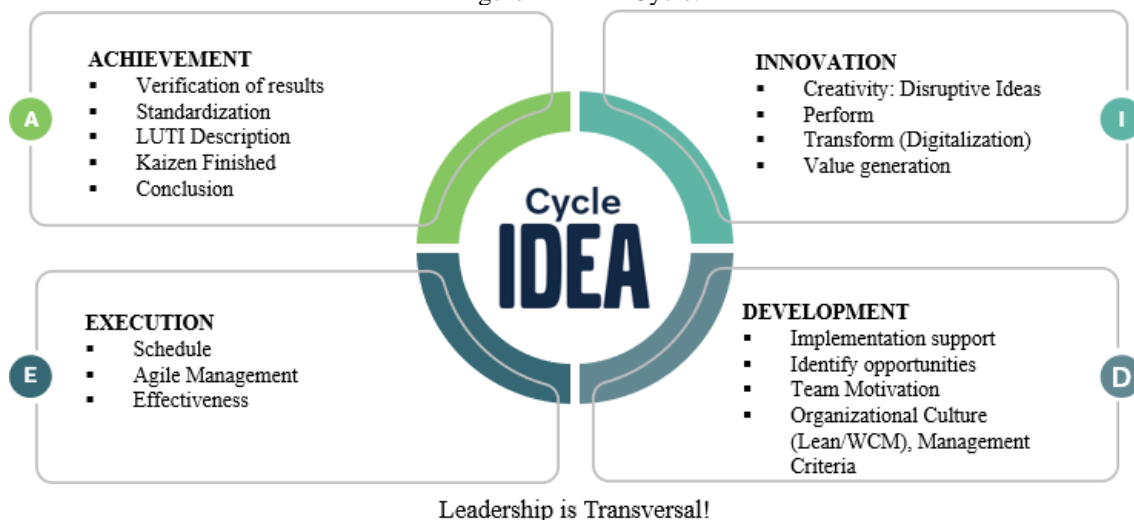 ACHIEVEMENT
▪ Verification of results
▪ Standardization
▪ LUTI Description
▪ Kaizen Finished
▪ Conclusion
A
INNOVATION
▪ Creativity: Disruptive Ideas
▪ Perform
▪ Transform (Digitalization)
▪ Value generation
I
Cycle
IDEA
EXECUTION
▪ Schedule
▪ Agile Management
▪ Effectiveness
E
DEVELOPMENT
▪ Implementation support
▪ Identify opportunities
▪ Team Motivation
▪ Organizational Culture
(Lean/WCM), Management
Criteria
D
Leadership is Transversal!